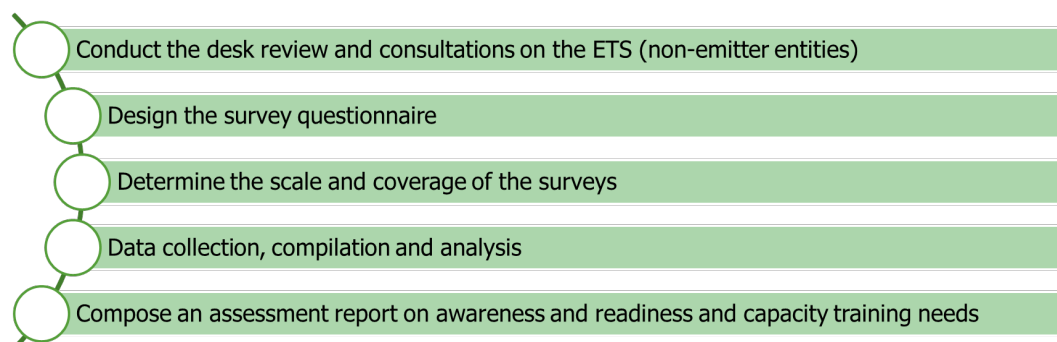 Conduct the desk review and consultations on the ETS (non-emitter entities)
Design the survey questionnaire
Determine the scale and coverage of the surveys
Data collection, compilation and analysis
Compose an assessment report on awareness and readiness and capacity training needs